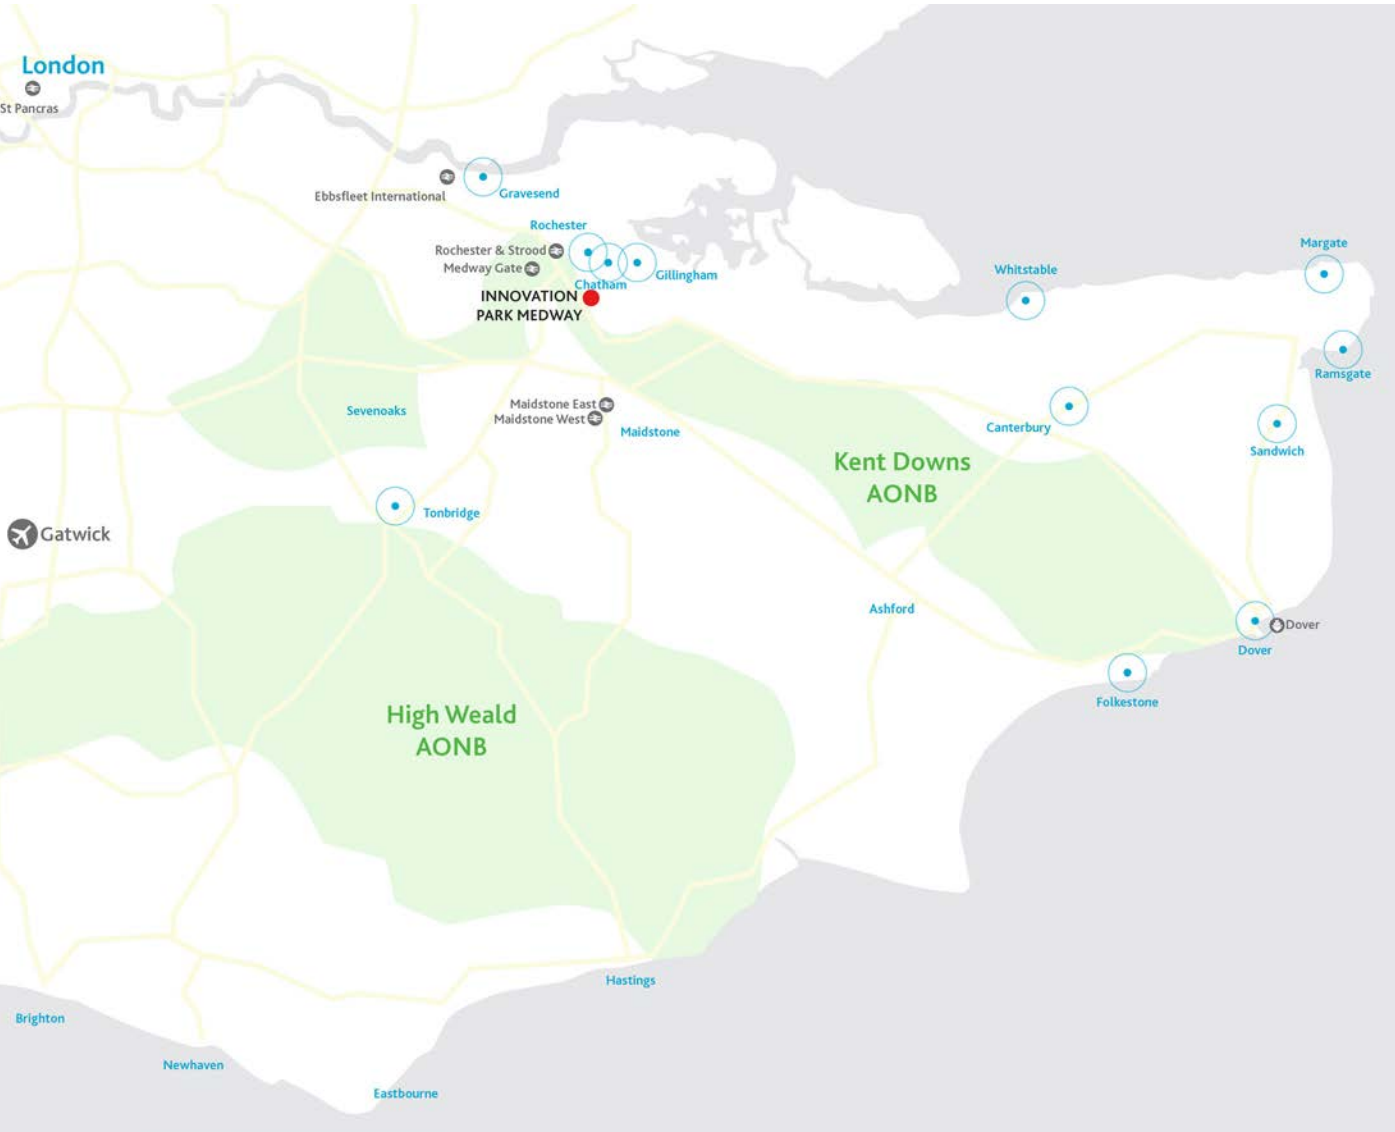 London
St Pancras
Ebbsfleet International
Gravesend
Rochester
Rochester & Strood
Medway Gate
Chatham
Gillingham
INNOVATION
PARK MEDWAY
Whitstable
Margate
Ramsgate
Sevenoaks
Maidstone East
Maidstone West
Maidstone
Canterbury
Sandwich
Kent Downs
AONB
Tonbridge
Gatwick
Ashford
Dover
Dover
Folkestone
High Weald
AONB
Hastings
Brighton
Newhaven
Eastbourne